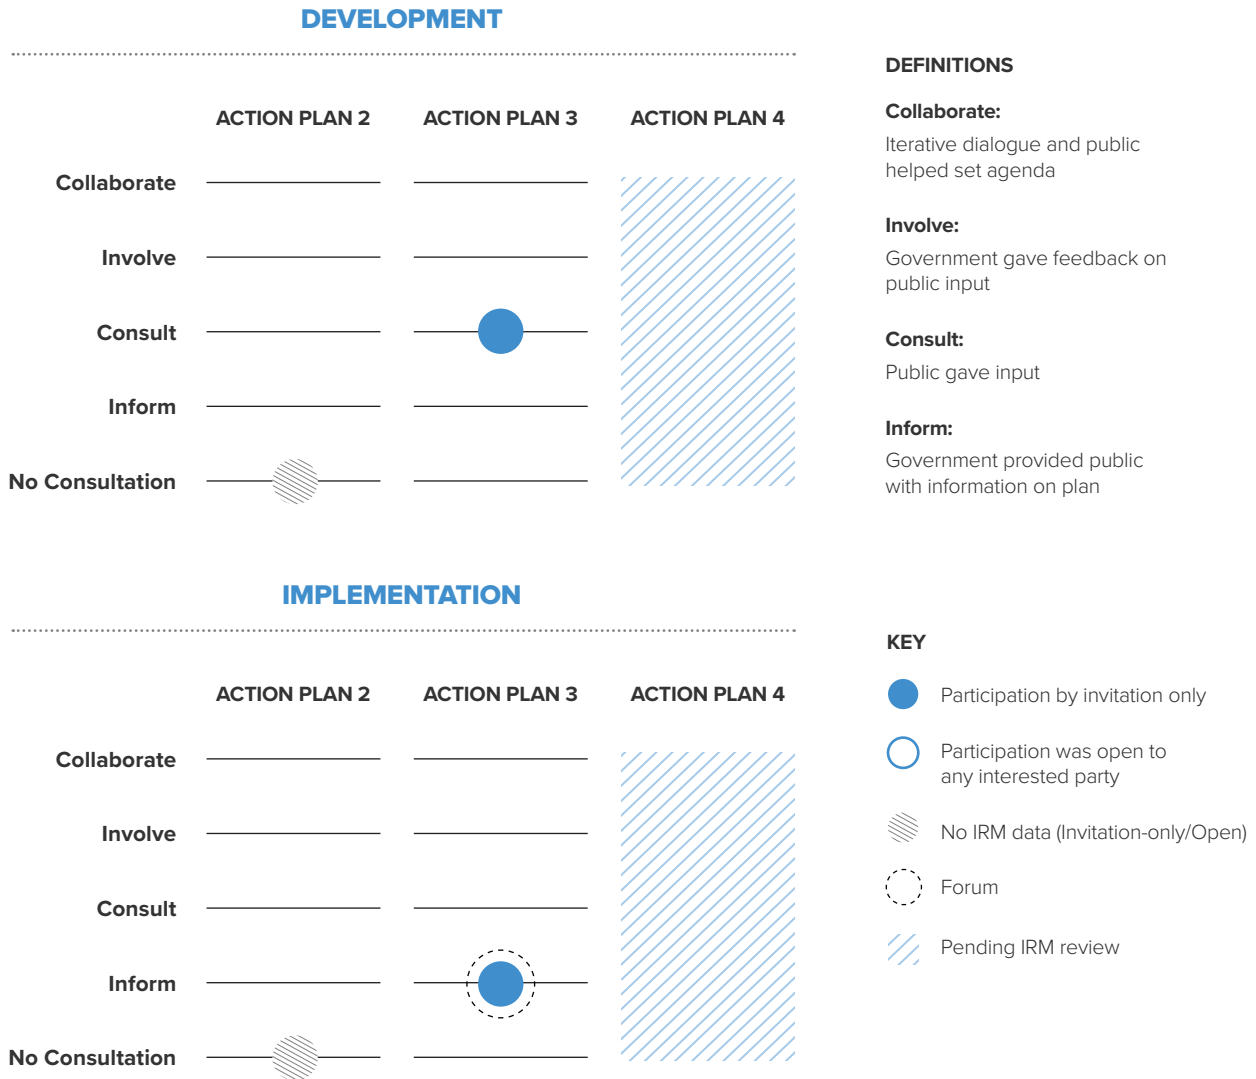 DEVELOPMENT
ACTION PLAN 2 ACTION PLAN 3 ACTION PLAN 4
Collaborate
Involve
Consult
Inform
No Consultation
DEFINITIONS
Collaborate:
Iterative dialogue and public
helped set agenda
Involve:
Government gave feedback on
public input
Consult:
Public gave input
Inform:
Government provided public
with information on plan
IMPLEMENTATION
ACTION PLAN 2 ACTION PLAN 3 ACTION PLAN 4
Collaborate
Involve
Consult
Inform
No Consultation
KEY
Participation by invitation only
Participation was open to
any interested party
No IRM data (Invitation-only/Open)
Forum
Pending IRM review